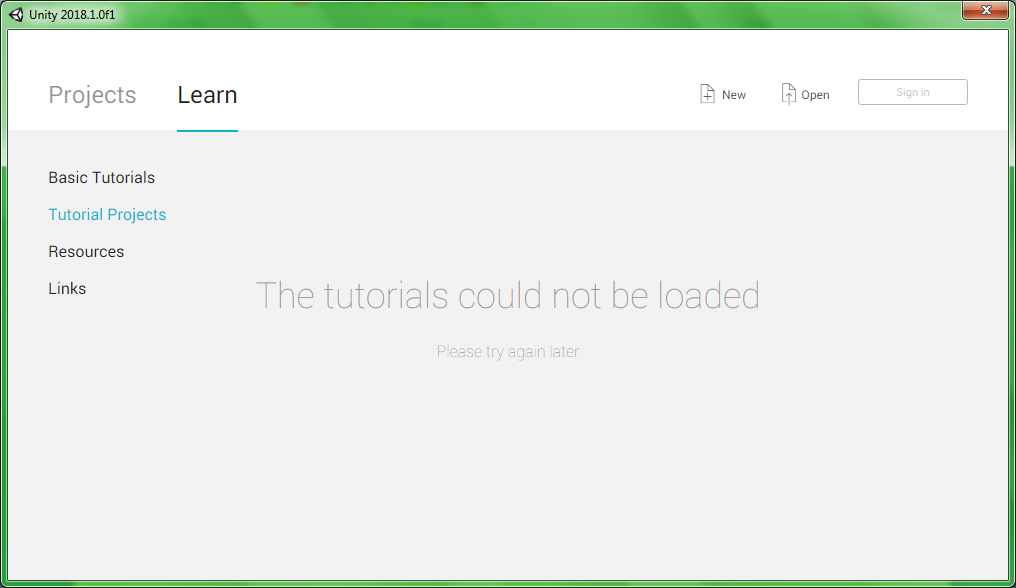 Unity 2018.1.0f1
Projects
Learn
New
Open
Sign in
Basic Tutorials
Tutorial Projects
Resources
Links
The tutorials could not be loaded
Please try again later